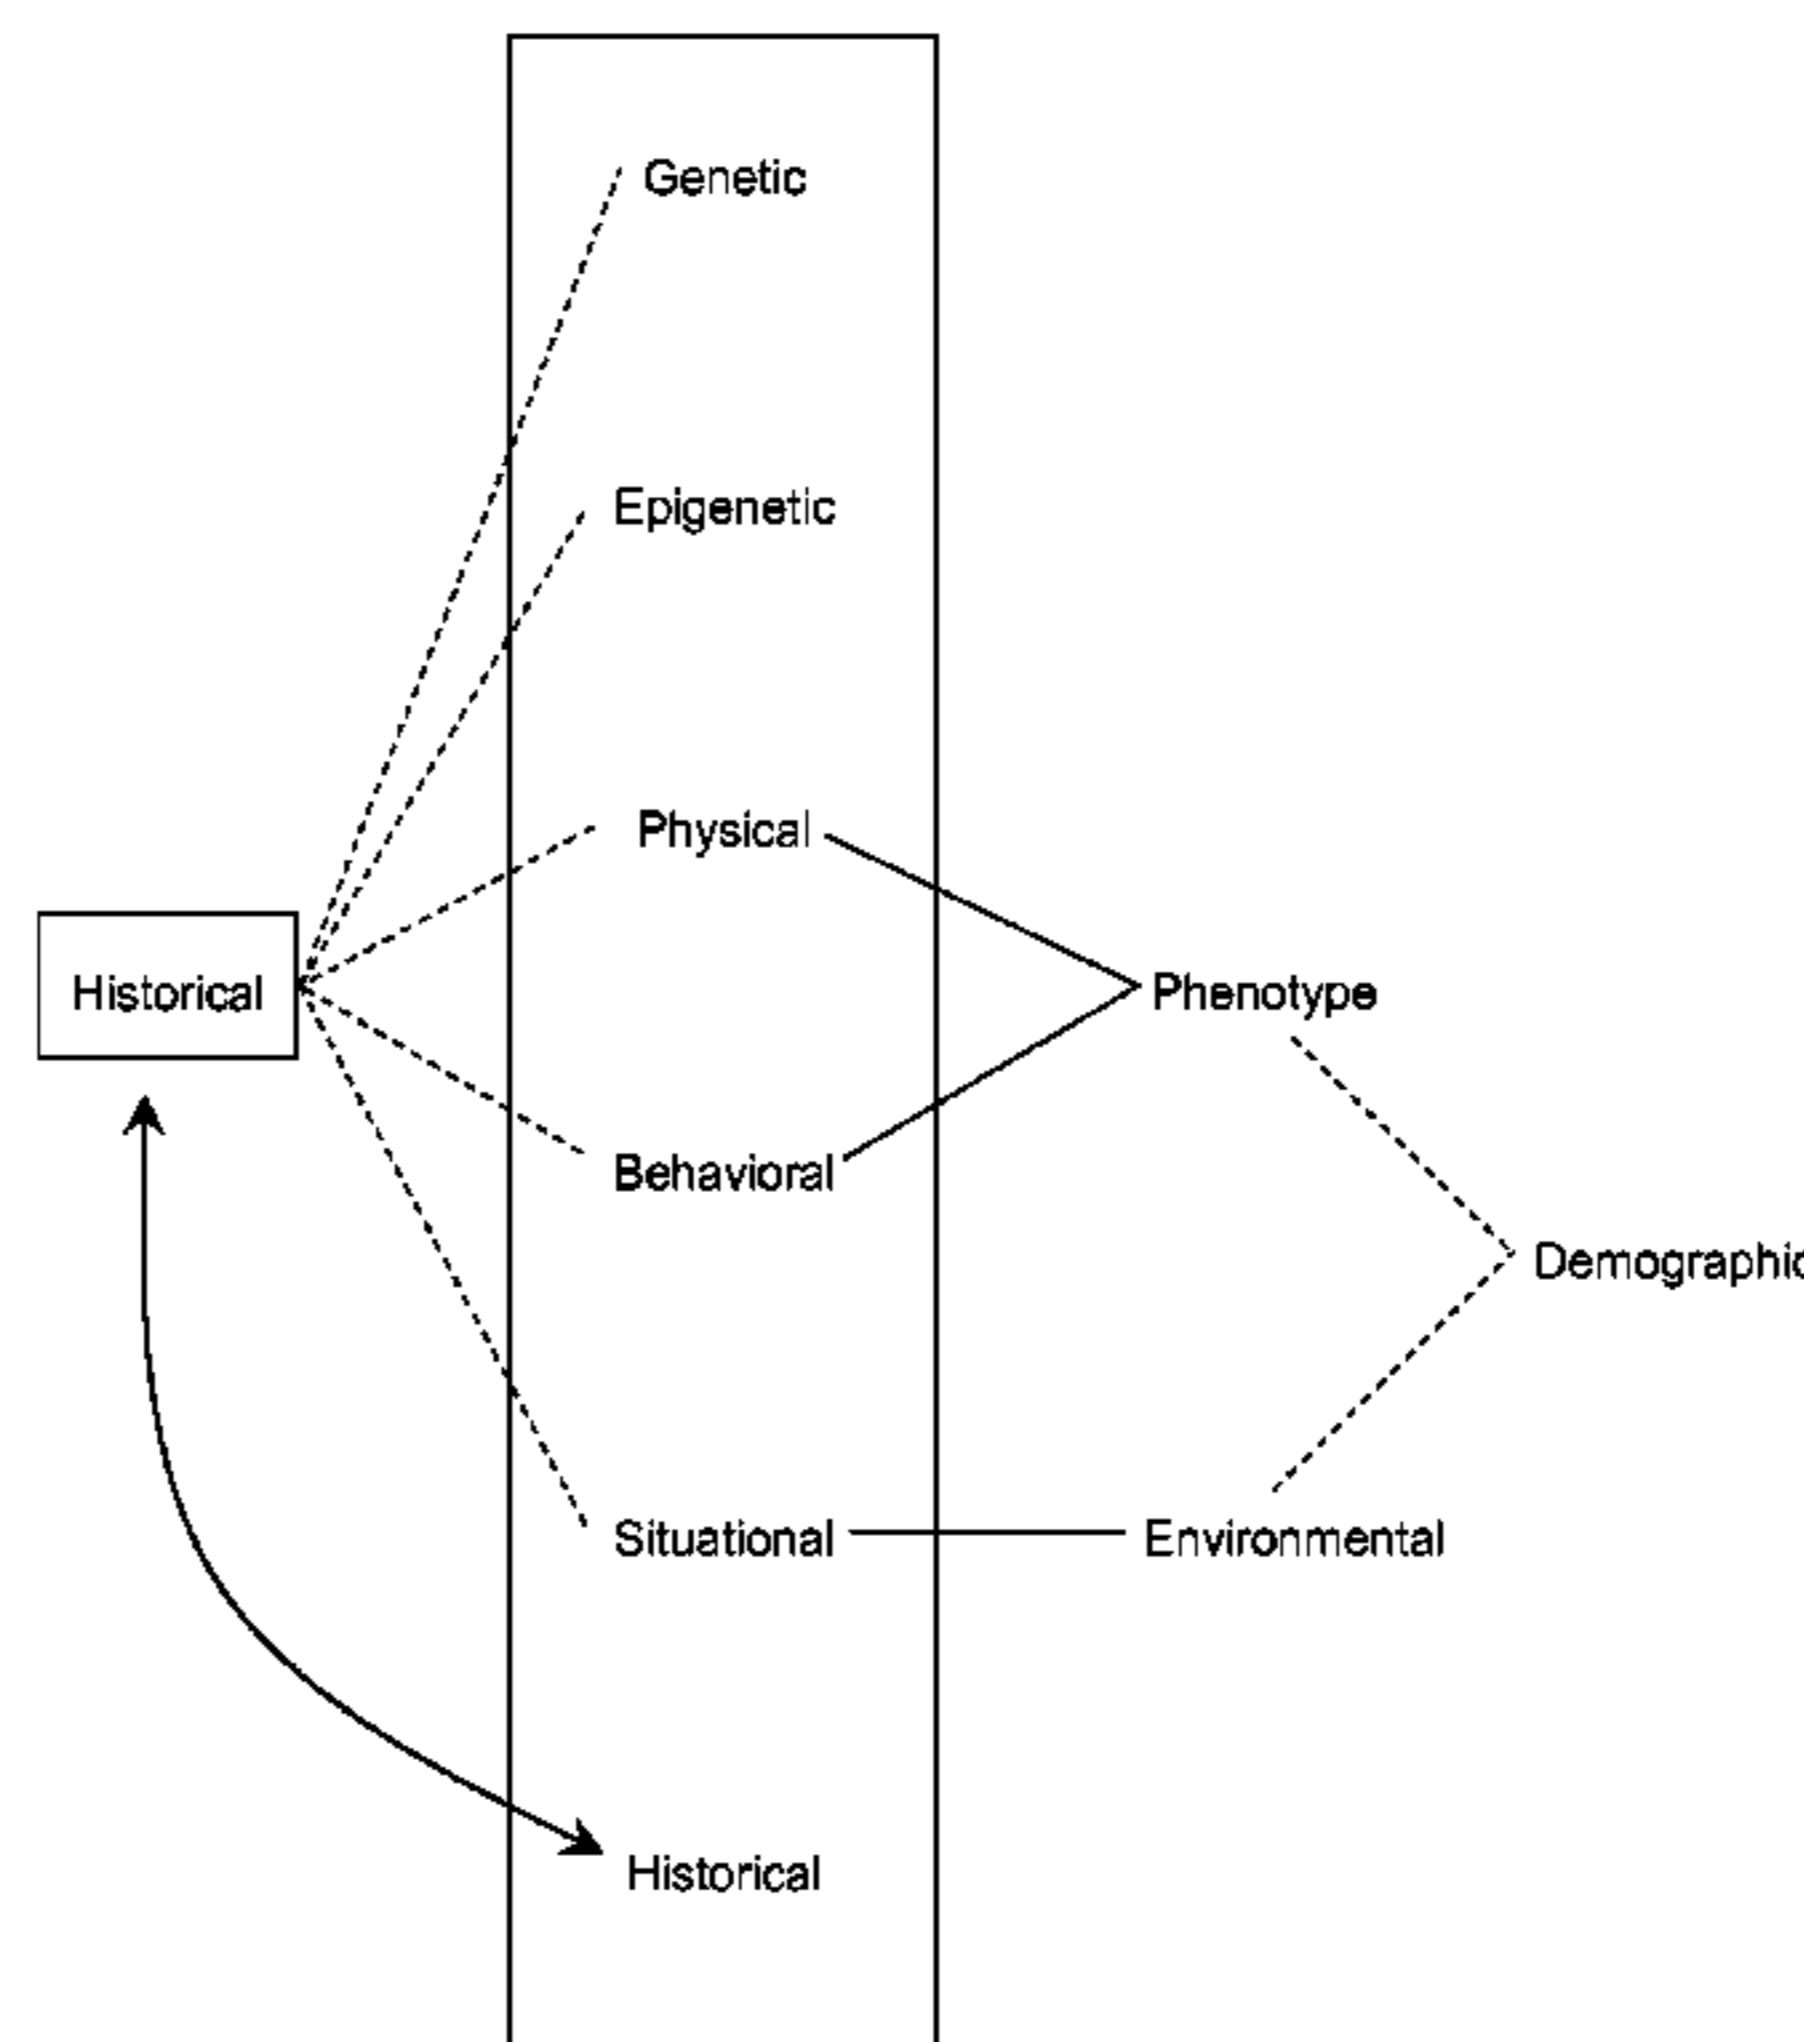 Genetic
Epigenetic
Physical
Historical
Phenotype
Behavioral
Demographic
Situational
Environmental
Historical